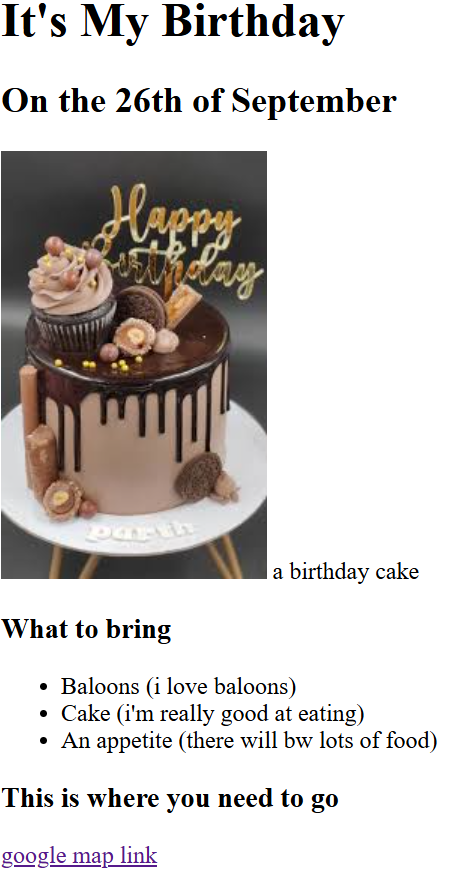 It's My Birthday
On the 26th of September
Happy
Birthday
parth
a birthday cake
What to bring
Baloons (i love baloons)
Cake (i'm really good at eating)
An appetite (there will bw lots of food)
This is where you need to go
google map link